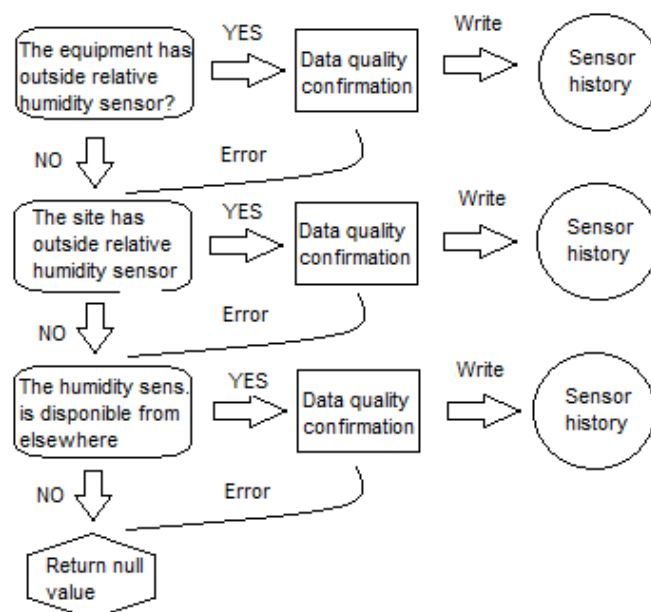 The equipment has
outside relative
humidity sensor?
YES
Data quality
confirmation
Write
Sensor
history
NO
Error
The site has
outside relative
humidity sensor
YES
Data quality
confirmation
Write
Sensor
history
NO
Error
The humidity sens.
is disponible from
elsewhere
YES
Data quality
confirmation
Write
Sensor
history
NO
Error
Return null
value